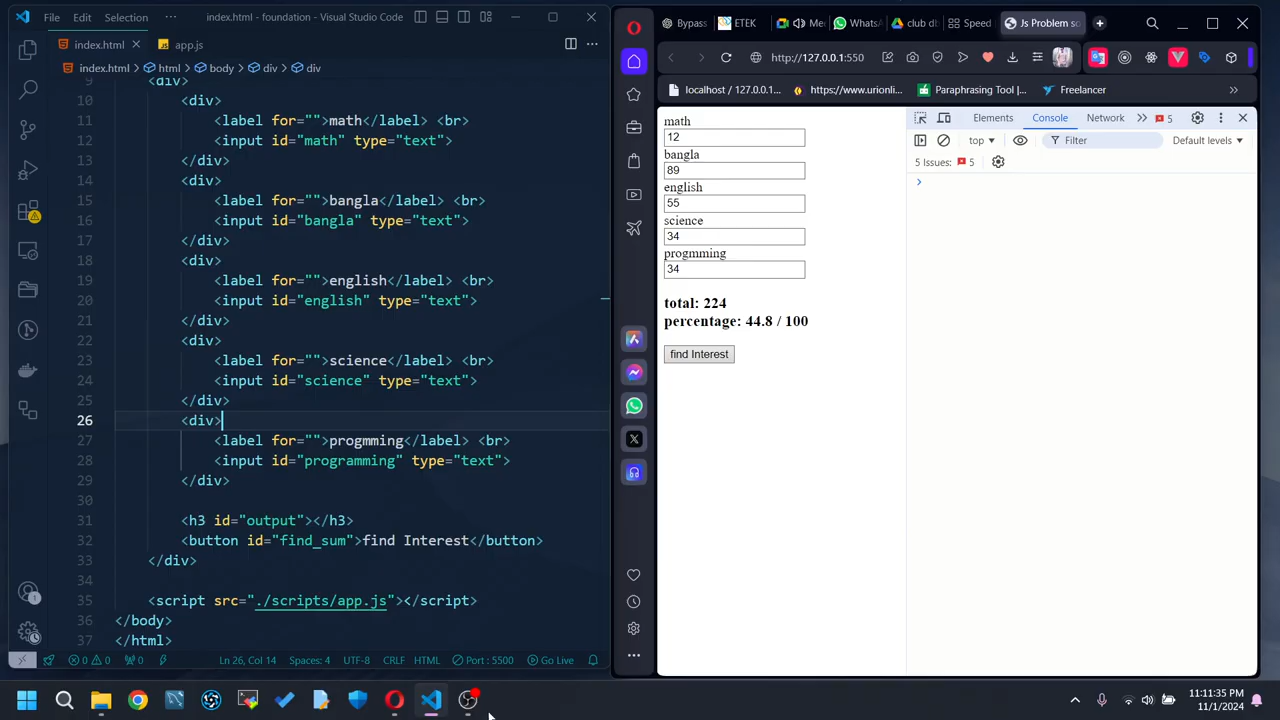 File Edit Selection ··· index.html - foundation - Visual Studio Code
index.html
app.js
index.html > html > body > div > div
9 <div>
10 <div>
11 <label for="">math</label> <br>
12 <input id="math" type="text">
13 </div>
14 <div>
15 <label for="">bangla</label> <br>
16 <input id="bangla" type="text">
17 </div>
18 <div>
19 <label for="">english</label> <br>
20 <input id="english" type="text">
21 </div>
22 <div>
23 <label for="">science</label> <br>
24 <input id="science" type="text">
25 </div>
26 <div>
27 <label for="">progmming</label> <br>
28 <input id="programming" type="text">
29 </div>
30
31 <h3 id="output"></h3>
32 <button id="find_sum">find Interest</button>
33 </div>
34
35 <script src="./scripts/app.js"></script>
36 </body>
37 </html>
0 0 0 Ln 26, Col 14 Spaces: 4 UTF-8 CRLF HTML Port : 5500 Go Live
Bypass ETEK Mee WhatsA club db Speed Js Problem so
http://127.0.0.1:550
localhost / 127.0.0... https://www.urionli... Paraphrasing Tool |... Freelancer
math
12
bangla
89
english
55
science
34
progmming
34
total: 224
percentage: 44.8 / 100
find Interest
Elements Console Network 5
top Filter Default levels
5 Issues: 5
11:11:35 PM
11/1/2024